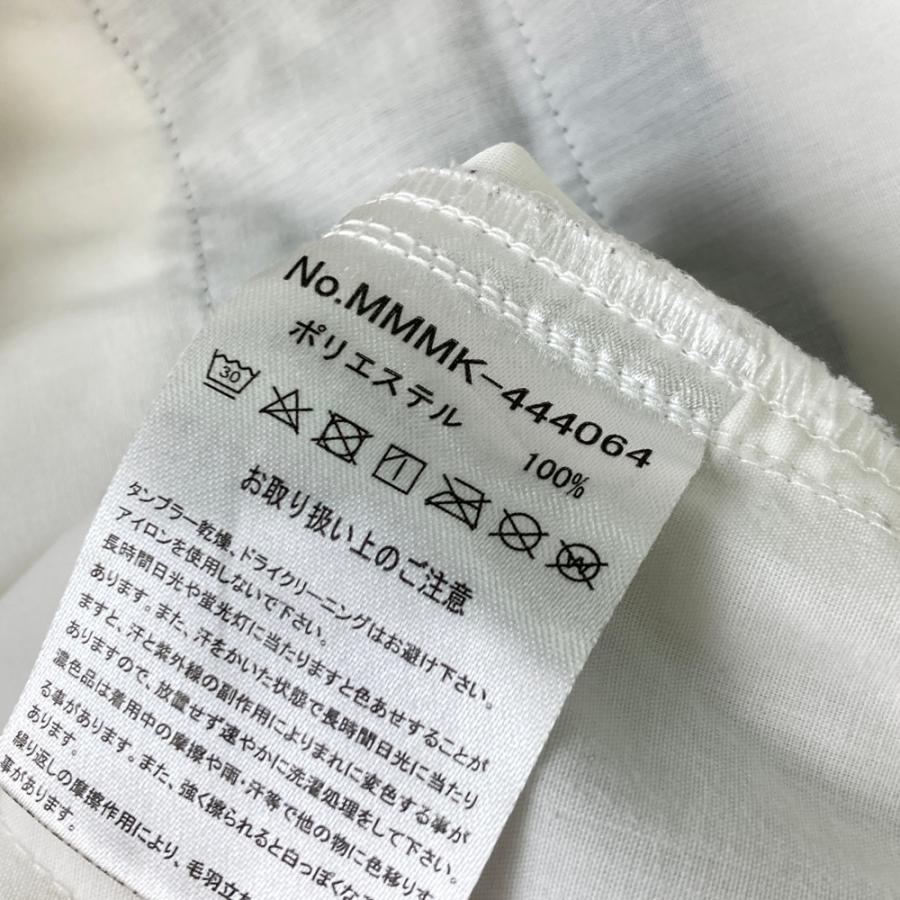 No.MMMK-444064
ポリエステル 100%
30
W
お取り扱い上のご注意
タンブラー乾燥、ドライクリーニングはお避け下さい。
アイロンを使用しないで下さい。
長時間日光や蛍光灯に当たりますと色あせすることが
あります。また、汗をかいた状態で長時間日光に当たり
ますと、汗と紫外線の副作用によりまれに変色する事が
ありますので、放置せず速やかに洗濯処理をして下さい。
濃色品は着用中の摩擦や雨・汗等で他の物に色移りす
る事があります。また、強く擦られると白っぽくな
あります。
繰り返しの摩擦作用により、毛羽立
事があります。